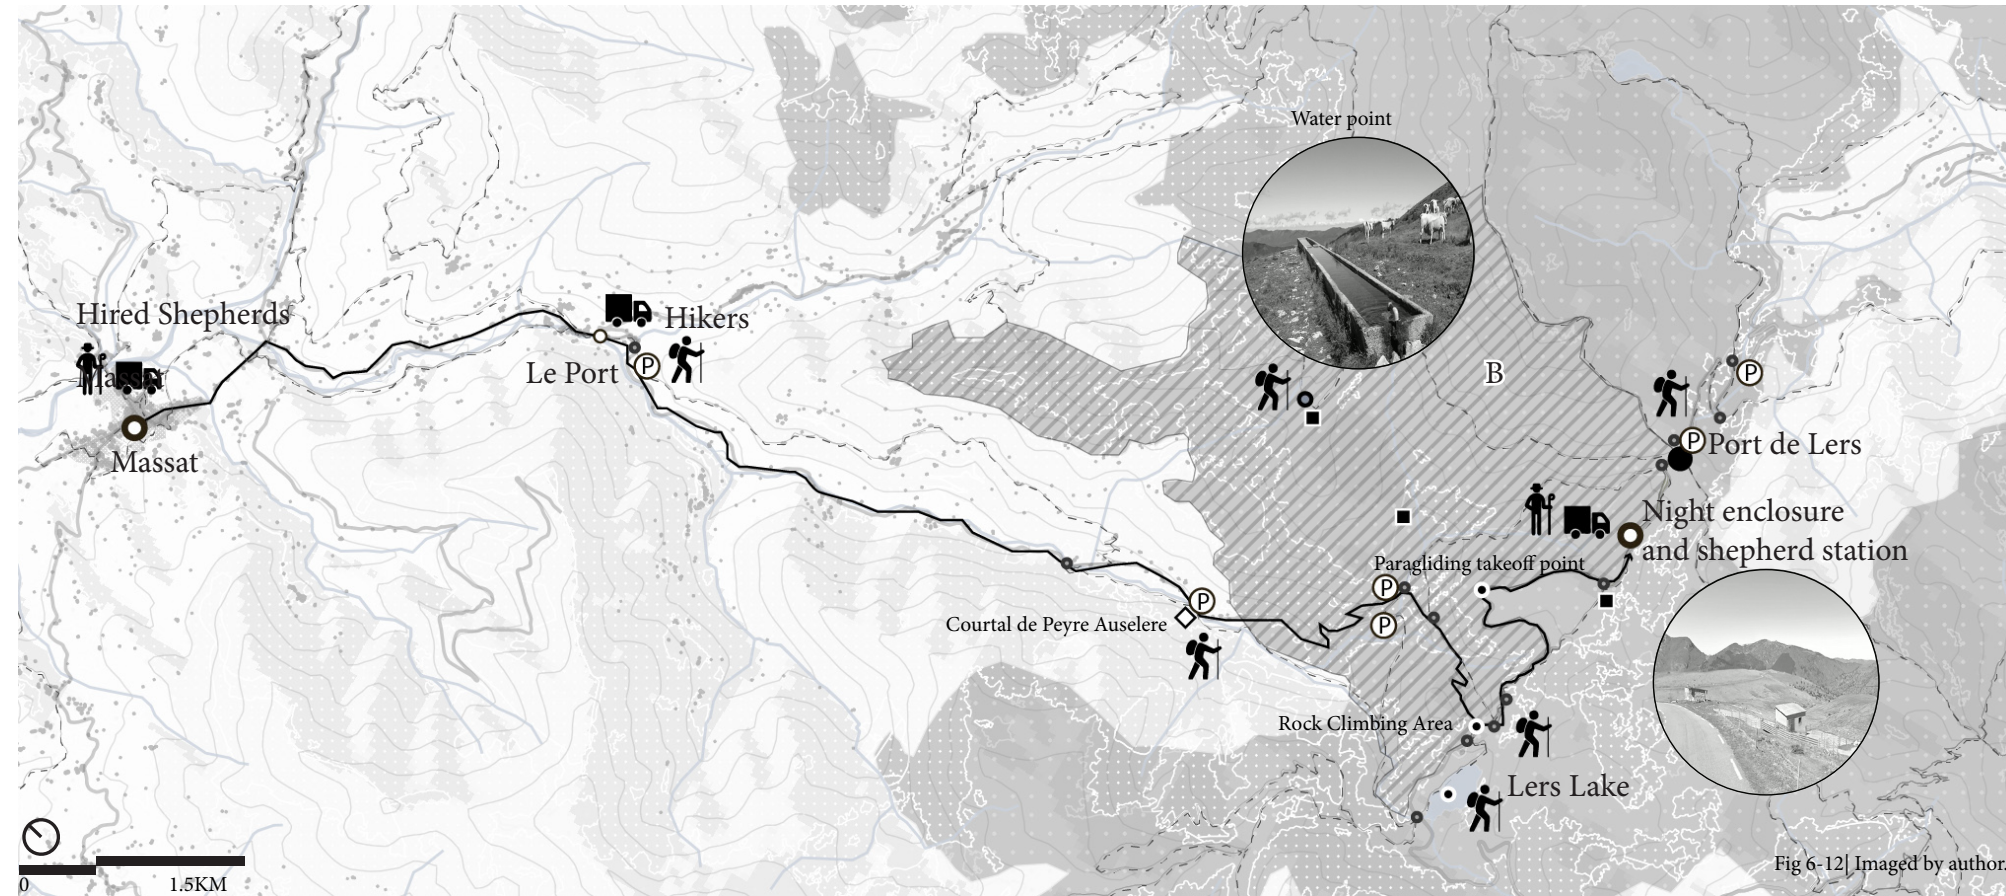 Water point
Hired Shepherds
Massat
Massat
Hikers
Le Port
P
B
P
P
Port de Lers
Night enclosure
and shepherd station
Paragliding takeoff point
P
P
P
Courtal de Peyre Auselere
Rock Climbing Area
Lers Lake
0
1.5KM
Fig 6-12| Imaged by author.